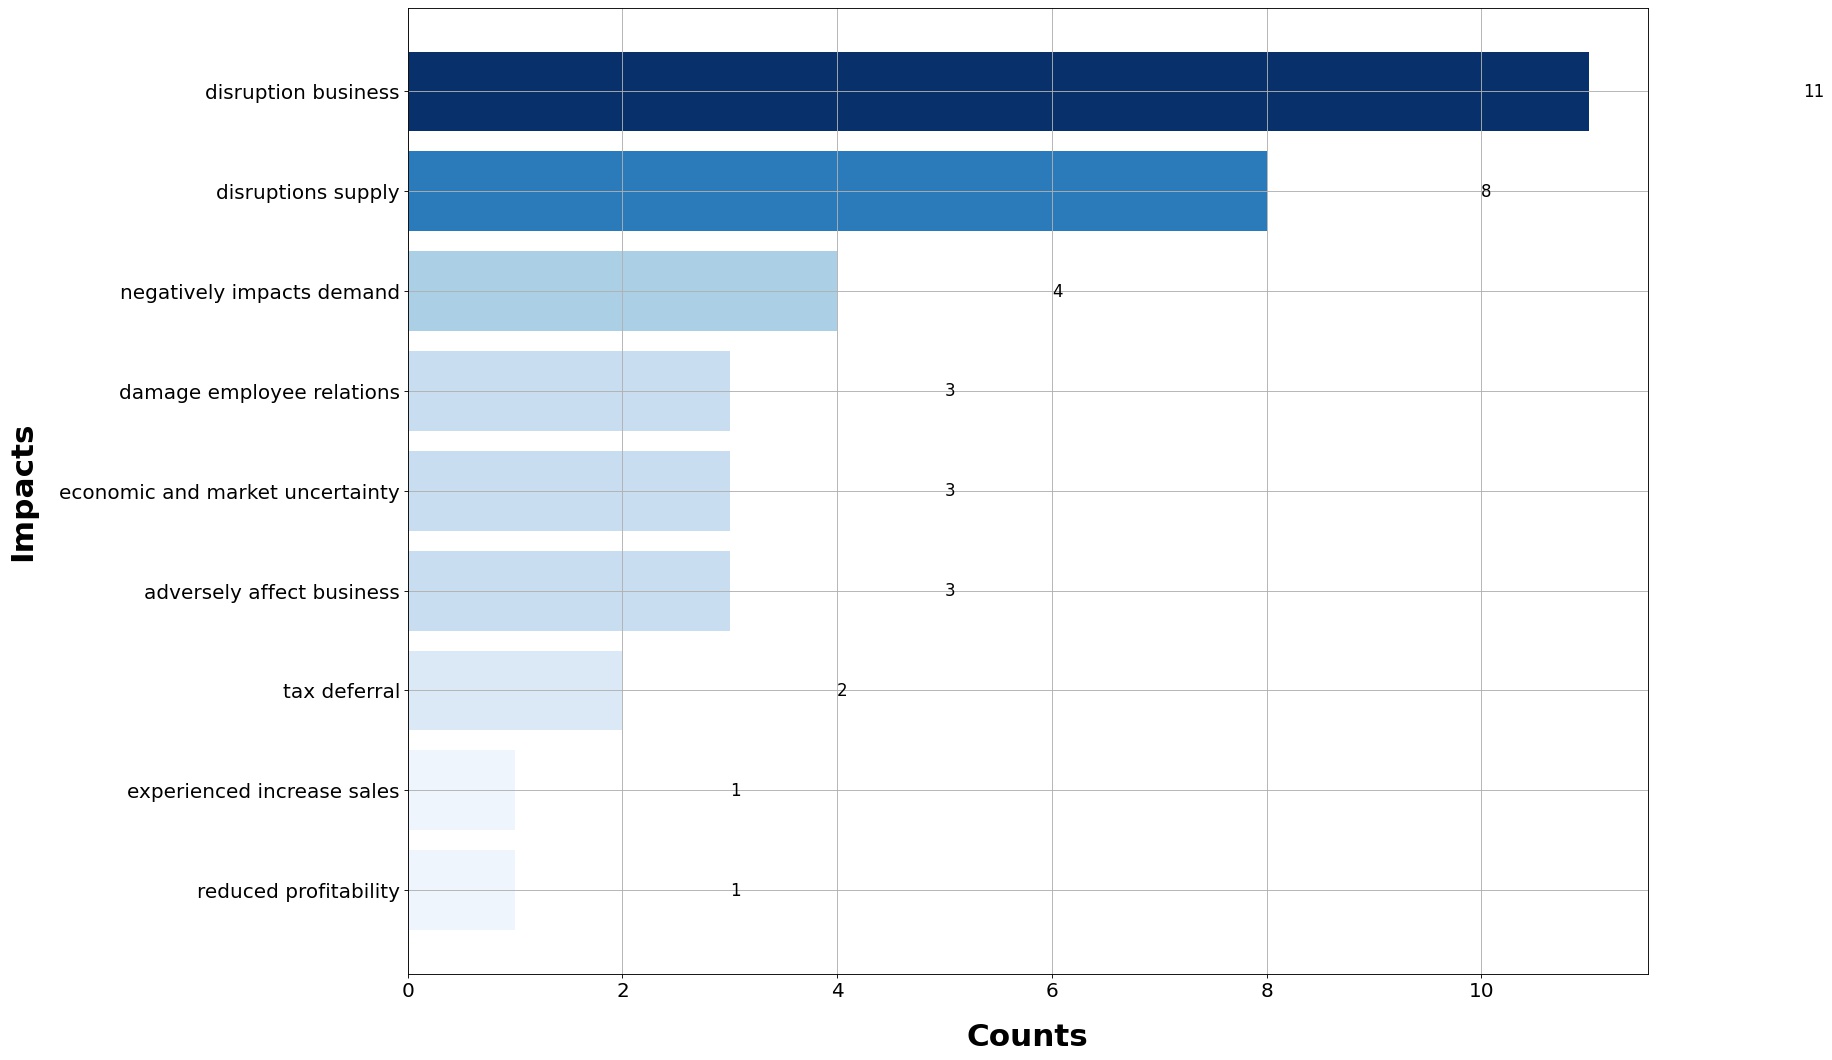 disruption business 11
disruptions supply 8
negatively impacts demand 4
damage employee relations 3
economic and market uncertainty 3
adversely affect business 3
tax deferral 2
experienced increase sales 1
reduced profitability 1
Impacts
0 2 4 6 8 10
Counts